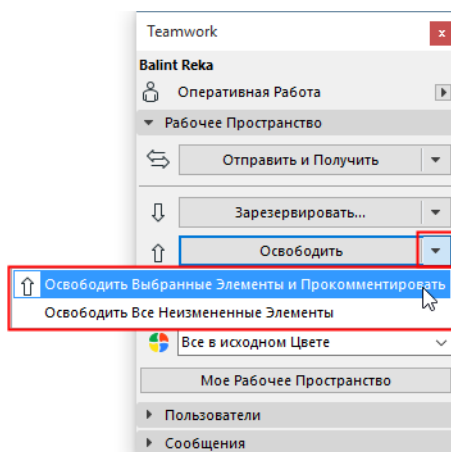 Teamwork
x
Balint Reka
Оперативная Работа
Рабочее Пространство
Отправить и Получить
Зарезервировать...
Освободить
Освободить Выбранные Элементы и Прокомментировать
Освободить Все Неизмененные Элементы
Все в исходном Цвете
Мое Рабочее Пространство
Пользователи
Сообщения